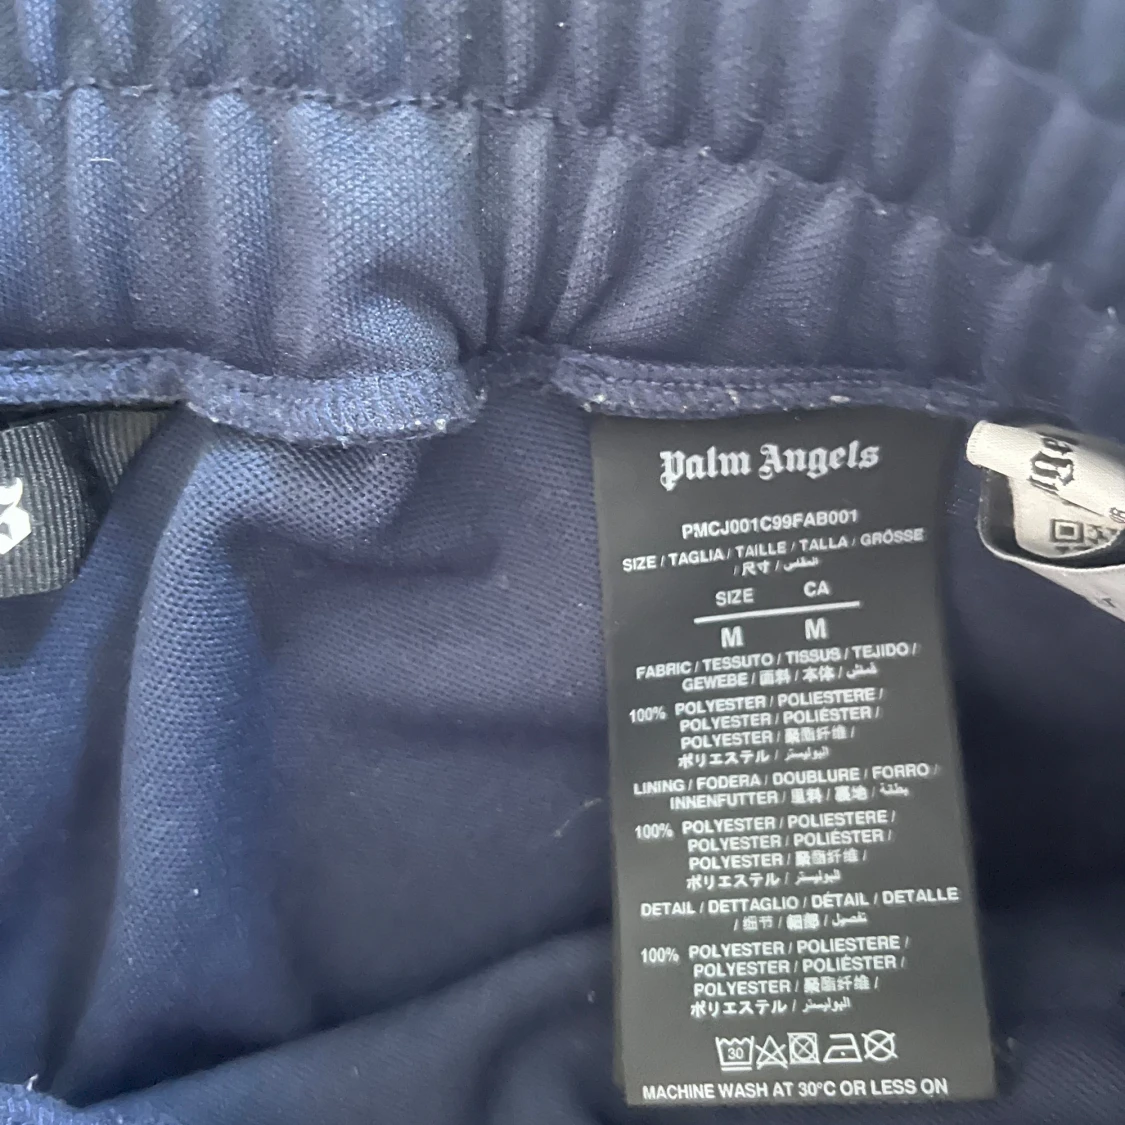 Palm Angels
PMCJ001C99FAB001
SIZE / TAGLIA / TAILLE / TALLA / GRÖSSE
/ 尺寸 / المقاس
SIZE CA
M M
FABRIC / TESSUTO / TISSUS / TEJIDO /
GEWEBE / 面料 / 本体 / قمش
100% POLYESTER / POLIESTERE /
POLYESTER / POLIÉSTER /
POLYESTER / 聚酯纤维 /
ポリエステル / البوليستر
LINING / FODERA / DOUBLURE / FORRO /
INNENFUTTER / 里料 / 裏地 / بطنة
100% POLYESTER / POLIESTERE /
POLYESTER / POLIÉSTER /
POLYESTER / 聚酯纤维 /
ポリエステル / البوليستر
DETAIL / DETTAGLIO / DÉTAIL / DETALLE
/ 细节 / 細部 / تفصيل
100% POLYESTER / POLIESTERE /
POLYESTER / POLIÉSTER /
POLYESTER / 聚酯纤维 /
ポリエステル / البوليستر
30
MACHINE WASH AT 30°C OR LESS ON